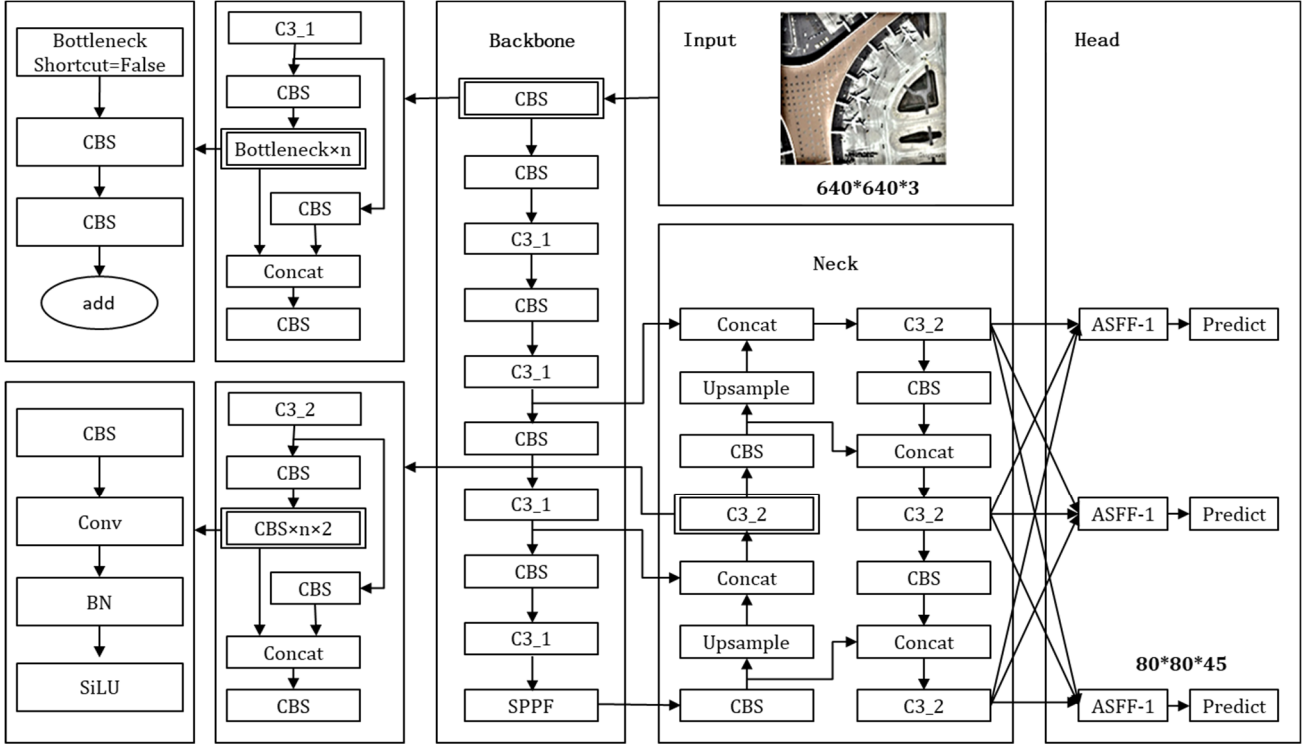 Bottleneck
Shortcut=False
CBS
CBS
add
C3_1
CBS
Bottleneck×n
CBS
Concat
CBS
CBS
Conv
BN
SiLU
C3_2
CBS
CBS×n×2
CBS
Concat
CBS
Backbone
CBS
CBS
C3_1
CBS
C3_1
CBS
C3_1
CBS
C3_1
SPPF
Input
640*640*3
Neck
Concat
Upsample
CBS
C3_2
Concat
Upsample
CBS
C3_2
CBS
Concat
C3_2
CBS
Concat
C3_2
Head
ASFF-1
Predict
ASFF-1
Predict
80*80*45
ASFF-1
Predict